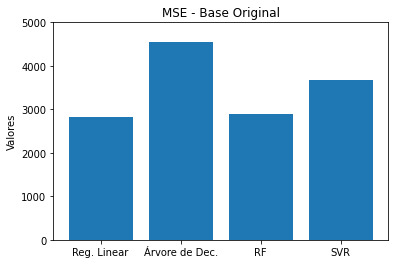 MSE - Base Original
Valores
5000
4000
3000
2000
1000
0
Reg. Linear Árvore de Dec. RF SVR